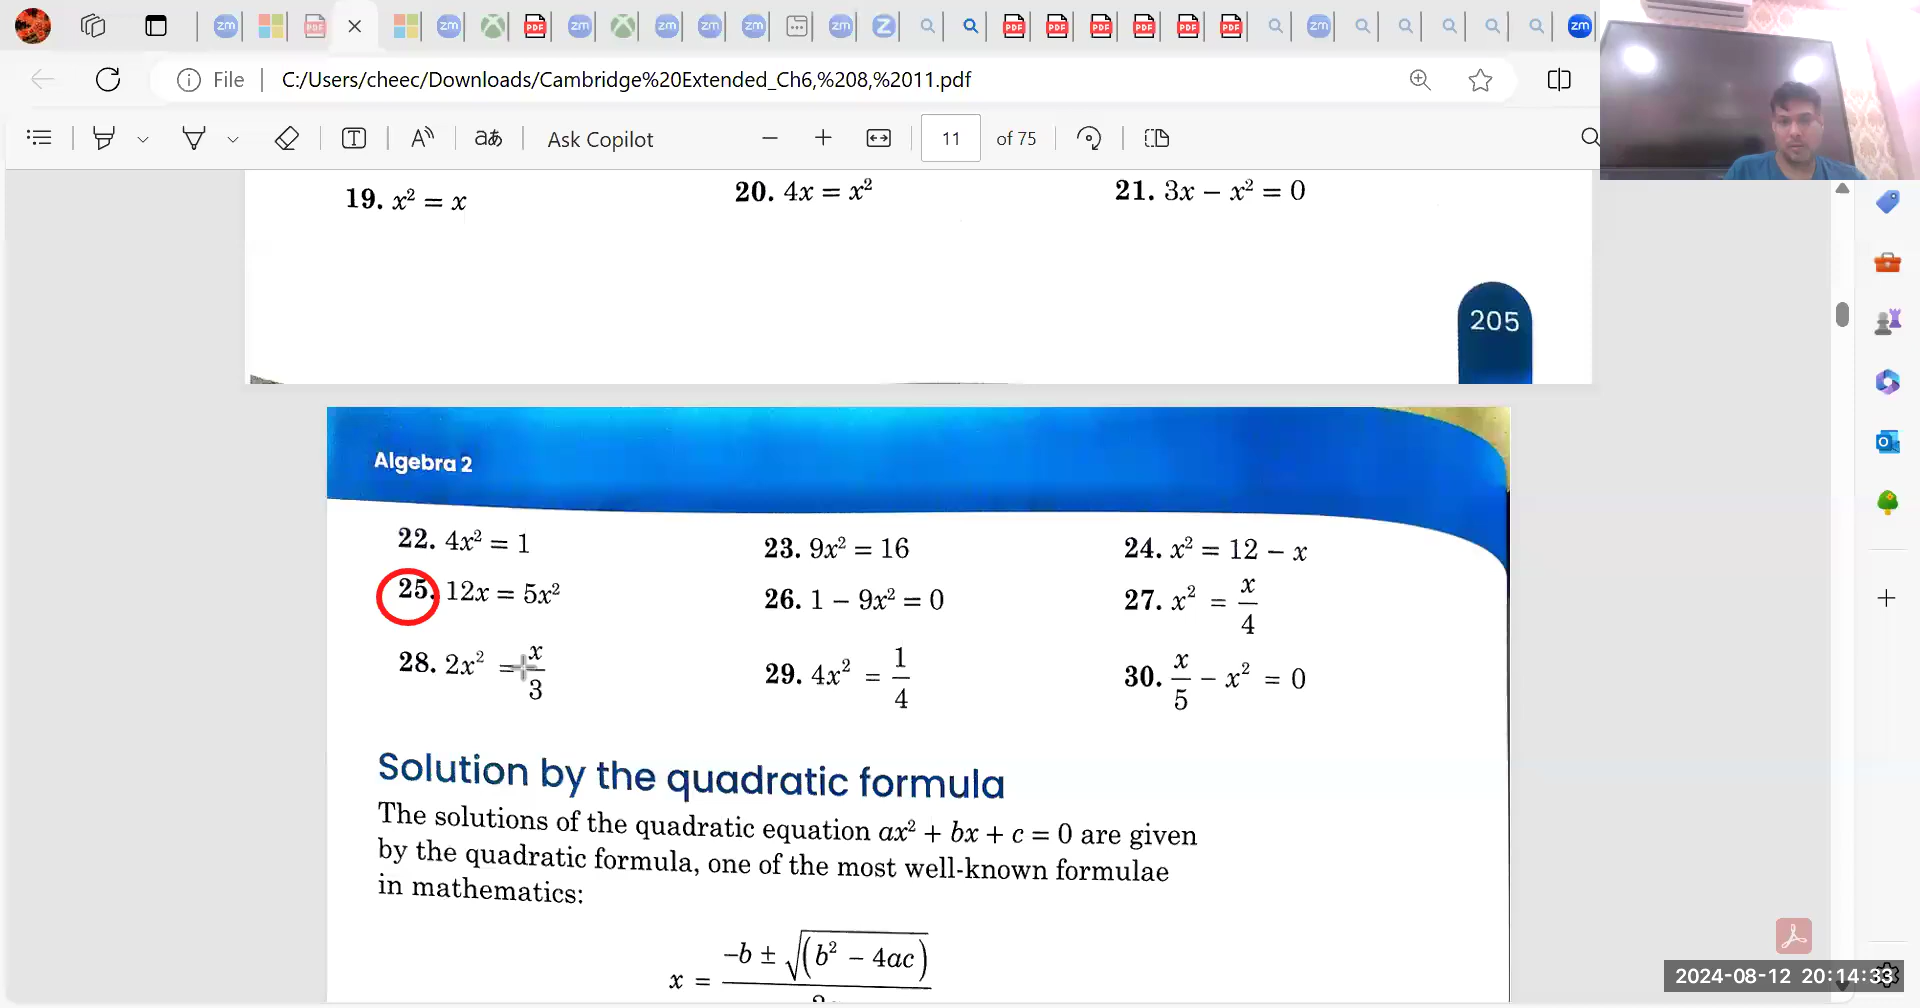 File C:/Users/cheec/Downloads/Cambridge%20Extended_Ch6,%208,%2011.pdf
Ask Copilot 11 of 75
19. x² = x 20. 4x = x² 21. 3x − x² = 0
205
Algebra 2
22. 4x² = 1 23. 9x² = 16 24. x² = 12 − x
25. 12x = 5x² 26. 1 − 9x² = 0 27. x² = x/4
28. 2x² = x/3 29. 4x² = 1/4 30. x/5 − x² = 0
Solution by the quadratic formula
The solutions of the quadratic equation ax² + bx + c = 0 are given
by the quadratic formula, one of the most well-known formulae
in mathematics:
x = −b ± √(b² − 4ac)
2024-08-12 20:14:33